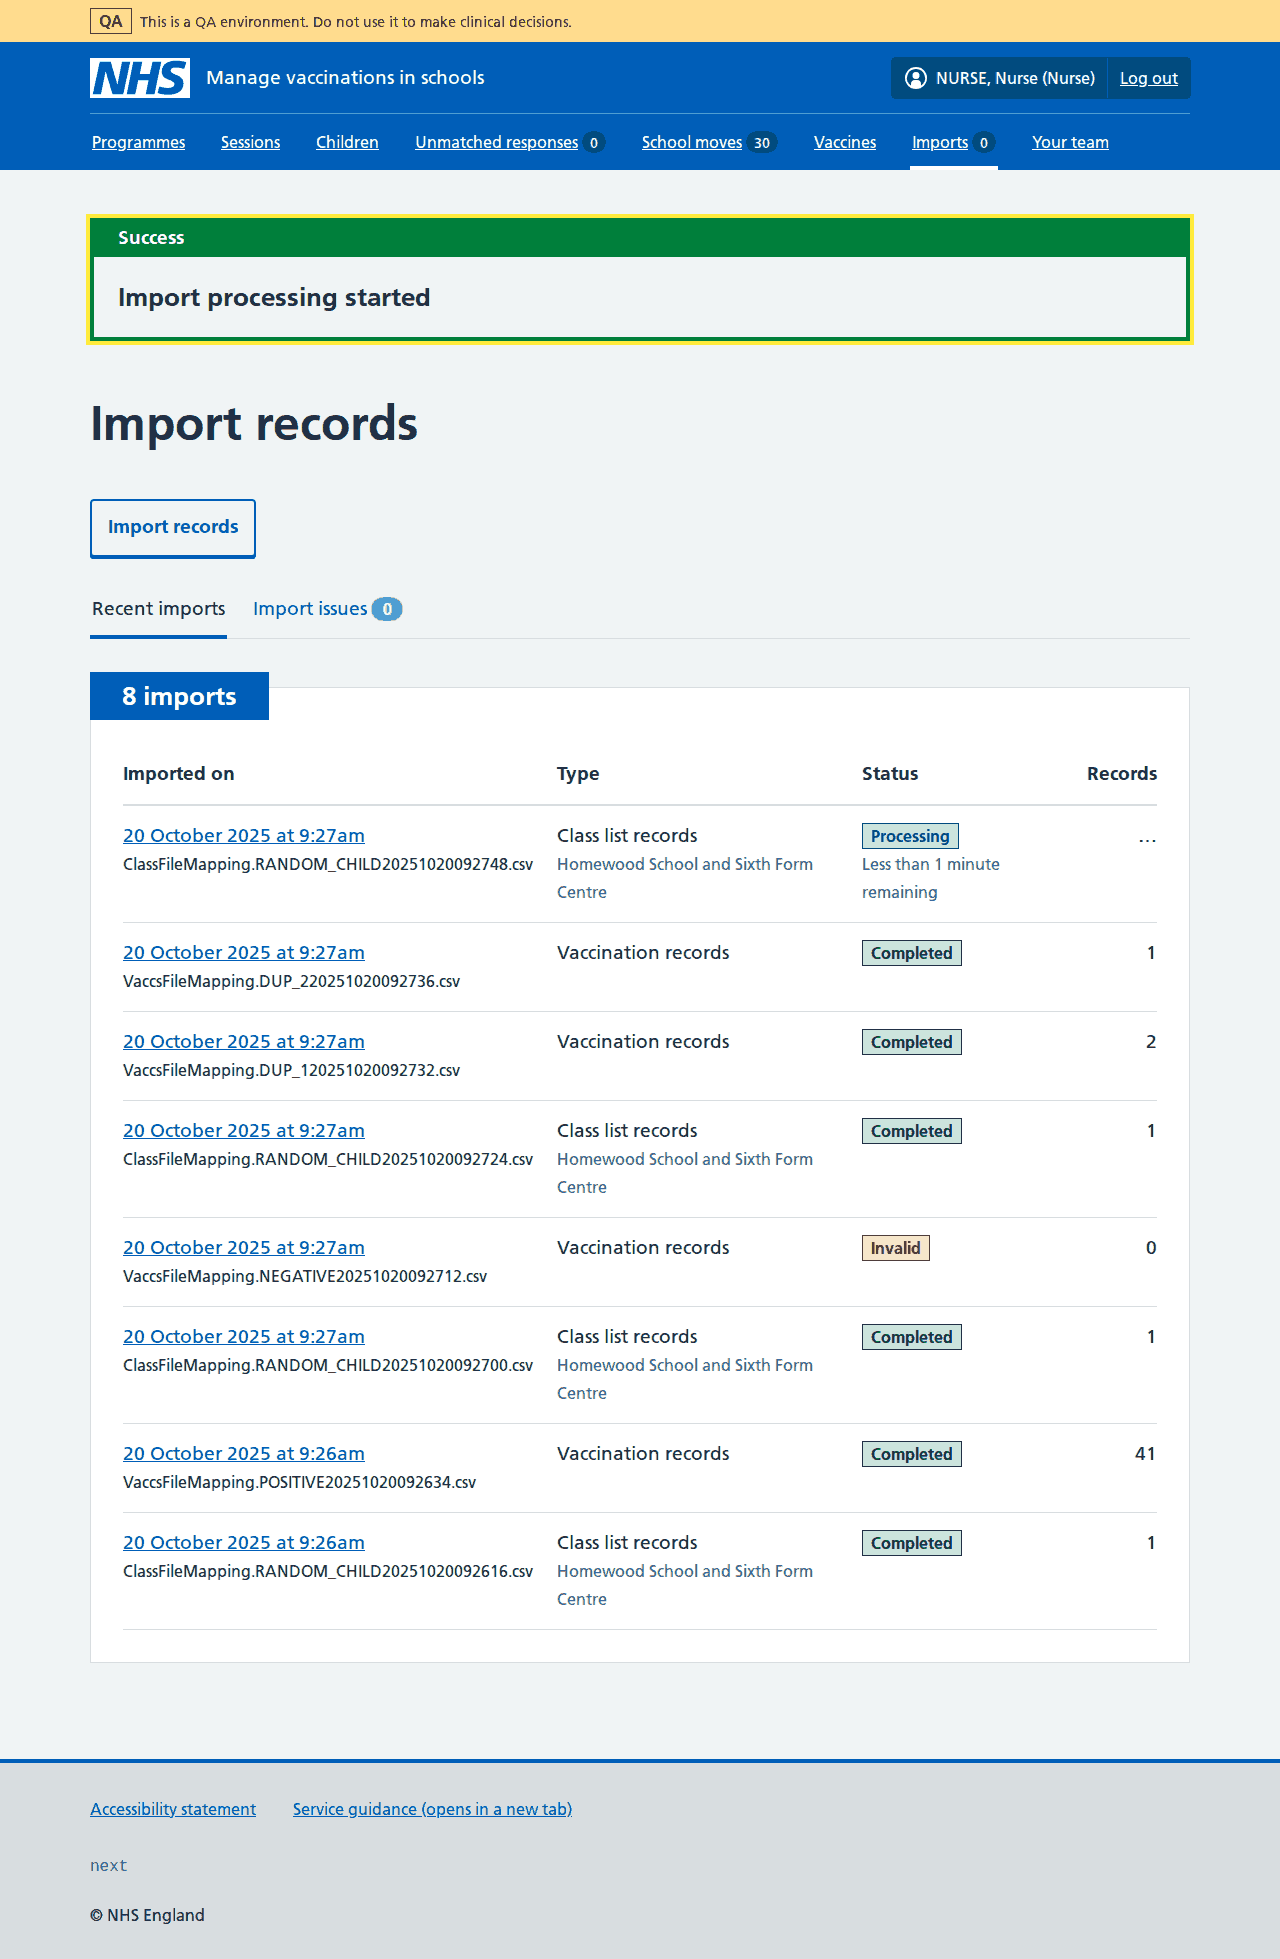 QA This is a QA environment. Do not use it to make clinical decisions.
NHS Manage vaccinations in schools NURSE, Nurse (Nurse) Log out
Programmes Sessions Children Unmatched responses 0 School moves 30 Vaccines Imports 0 Your team
Success
Import processing started
Import records
Import records
Recent imports Import issues 0
8 imports
Imported on Type Status Records
20 October 2025 at 9:27am Class list records Processing ...
ClassFileMapping.RANDOM_CHILD20251020092748.csv Homewood School and Sixth Form Less than 1 minute
Centre remaining
20 October 2025 at 9:27am Vaccination records Completed 1
VaccsFileMapping.DUP_220251020092736.csv
20 October 2025 at 9:27am Vaccination records Completed 2
VaccsFileMapping.DUP_120251020092732.csv
20 October 2025 at 9:27am Class list records Completed 1
ClassFileMapping.RANDOM_CHILD20251020092724.csv Homewood School and Sixth Form
Centre
20 October 2025 at 9:27am Vaccination records Invalid 0
VaccsFileMapping.NEGATIVE20251020092712.csv
20 October 2025 at 9:27am Class list records Completed 1
ClassFileMapping.RANDOM_CHILD20251020092700.csv Homewood School and Sixth Form
Centre
20 October 2025 at 9:26am Vaccination records Completed 41
VaccsFileMapping.POSITIVE20251020092634.csv
20 October 2025 at 9:26am Class list records Completed 1
ClassFileMapping.RANDOM_CHILD20251020092616.csv Homewood School and Sixth Form
Centre
Accessibility statement Service guidance (opens in a new tab)
next
© NHS England